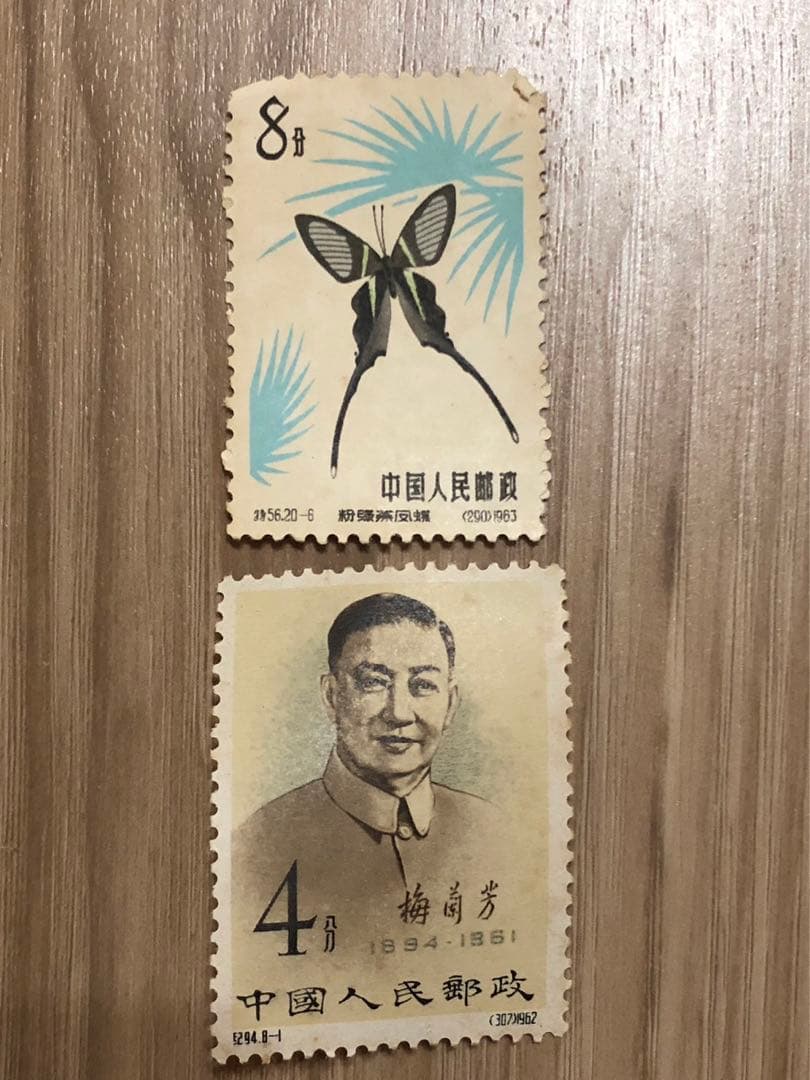 8分
中国人民邮政
特56.20-6 粉绿燕凤蝶 (290)1963
4分
梅蘭芳
1894-1961
中國人民郵政
纪94.8-1 (307)1962